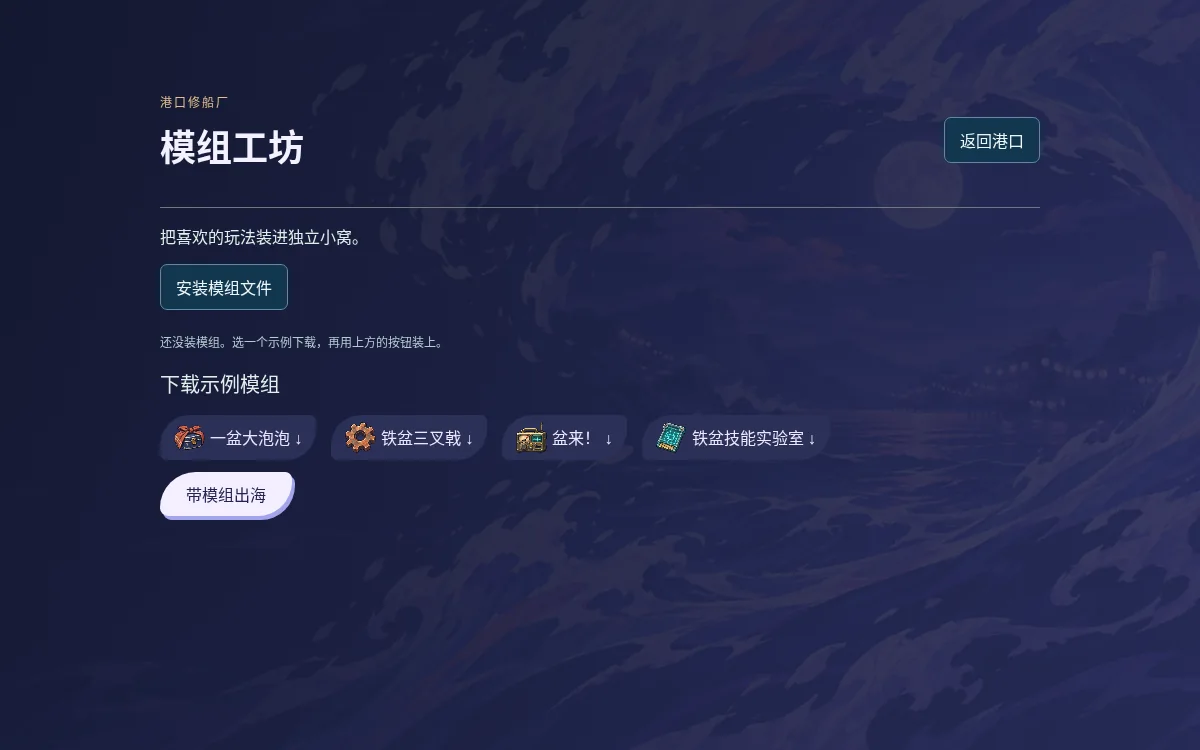 港口修船厂
模组工坊
返回港口
把喜欢的玩法装进独立小窝。
安装模组文件
还没装模组。选一个示例下载，再用上方的按钮装上。
下载示例模组
一盆大泡泡 ↓ 铁盆三叉戟 ↓ 盆来！ ↓ 铁盆技能实验室 ↓
带模组出海